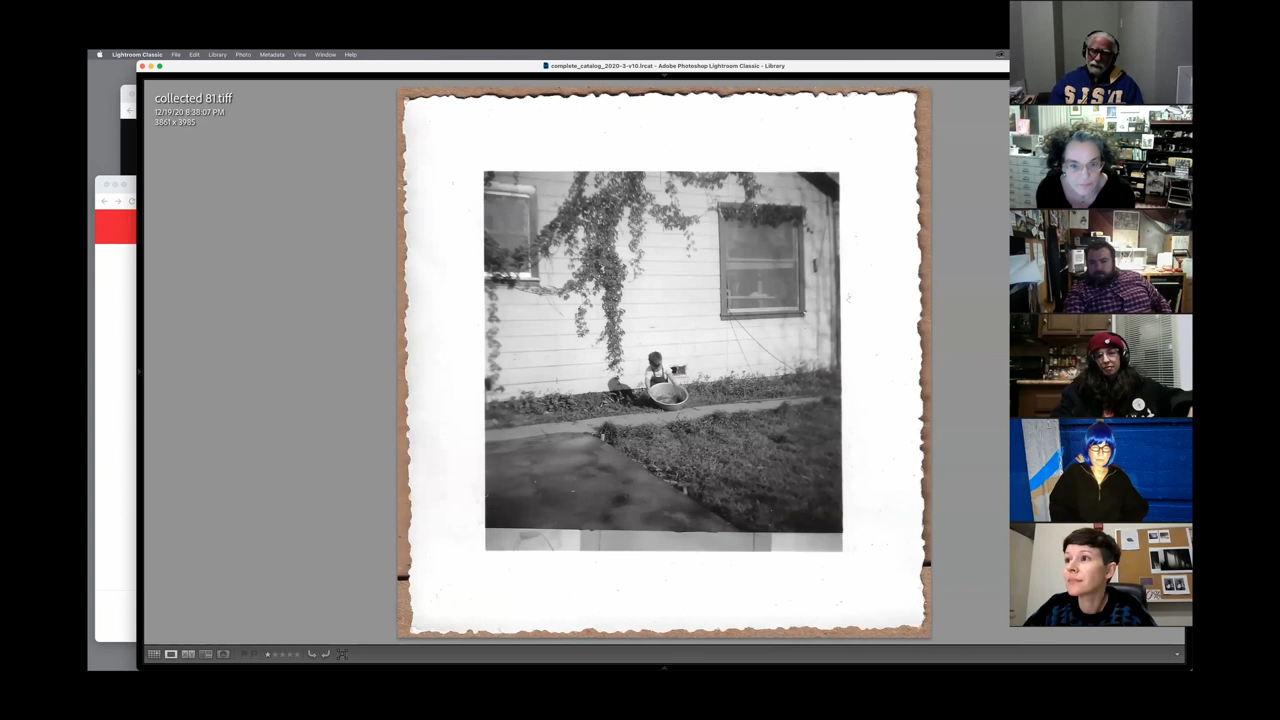 Lightroom Classic File Edit Library Photo Metadata View Window Help
complete_catalog_2020-3-v10.lrcat - Adobe Photoshop Lightroom Classic - Library
collected 81.tiff
12/19/20 8:38:07 PM
3861 x 3985
SJSU